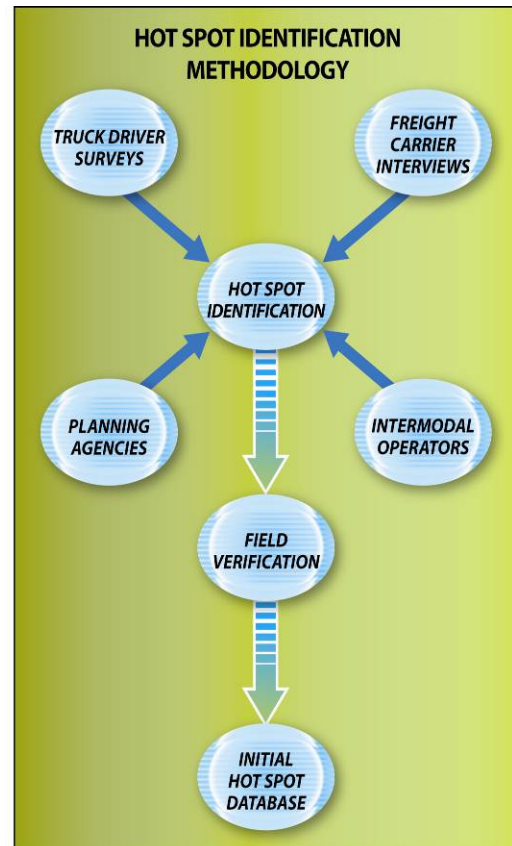 HOT SPOT IDENTIFICATION
METHODOLOGY
TRUCK DRIVER
SURVEYS
FREIGHT
CARRIER
INTERVIEWS
HOT SPOT
IDENTIFICATION
PLANNING
AGENCIES
INTERMODAL
OPERATORS
FIELD
VERIFICATION
INITIAL
HOT SPOT
DATABASE